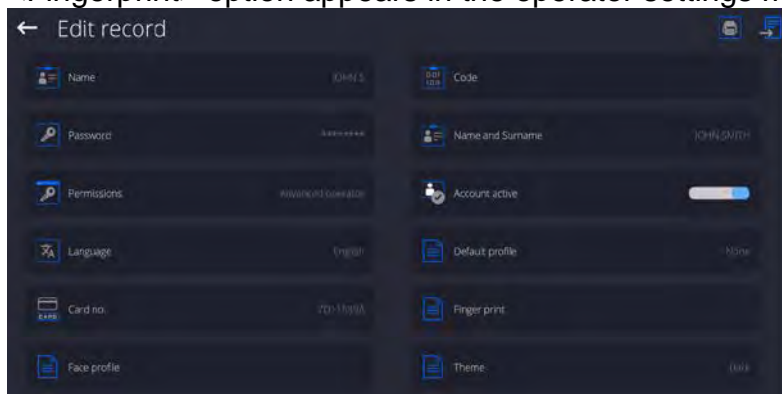 Fingerprint option appears in the operator settings
Edit record
Name JOHN S
Code
Password ********
Name and Surname JOHN SMITH
Permissions Advanced operator
Account active
Language English
Default profile None
CARD Card no.
Finger print
Face profile
Theme Dark